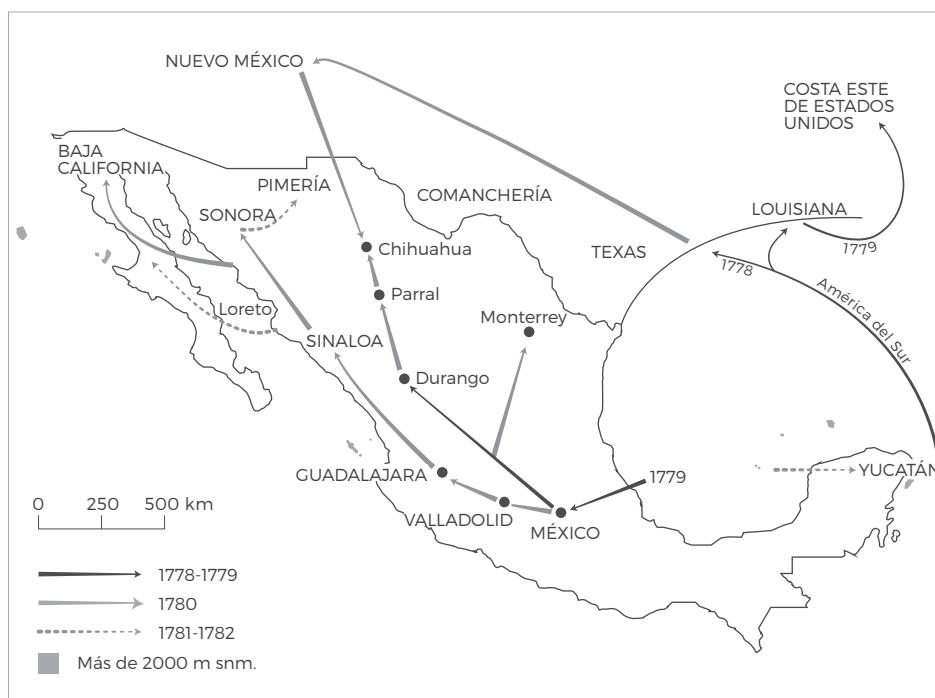 NUEVO MÉXICO
COSTA ESTE
DE ESTADOS
UNIDOS
BAJA
CALIFORNIA
PIMERÍA
COMANCHERÍA
SONORA
LOUISIANA
Chihuahua
TEXAS
1779
1778
Parral
América del Sur
Loreto
Monterrey
SINALOA
Durango
GUADALAJARA
1779
YUCATÁN
0 250 500 km
VALLADOLID
MÉXICO
1778-1779
1780
1781-1782
Más de 2000 m snm.